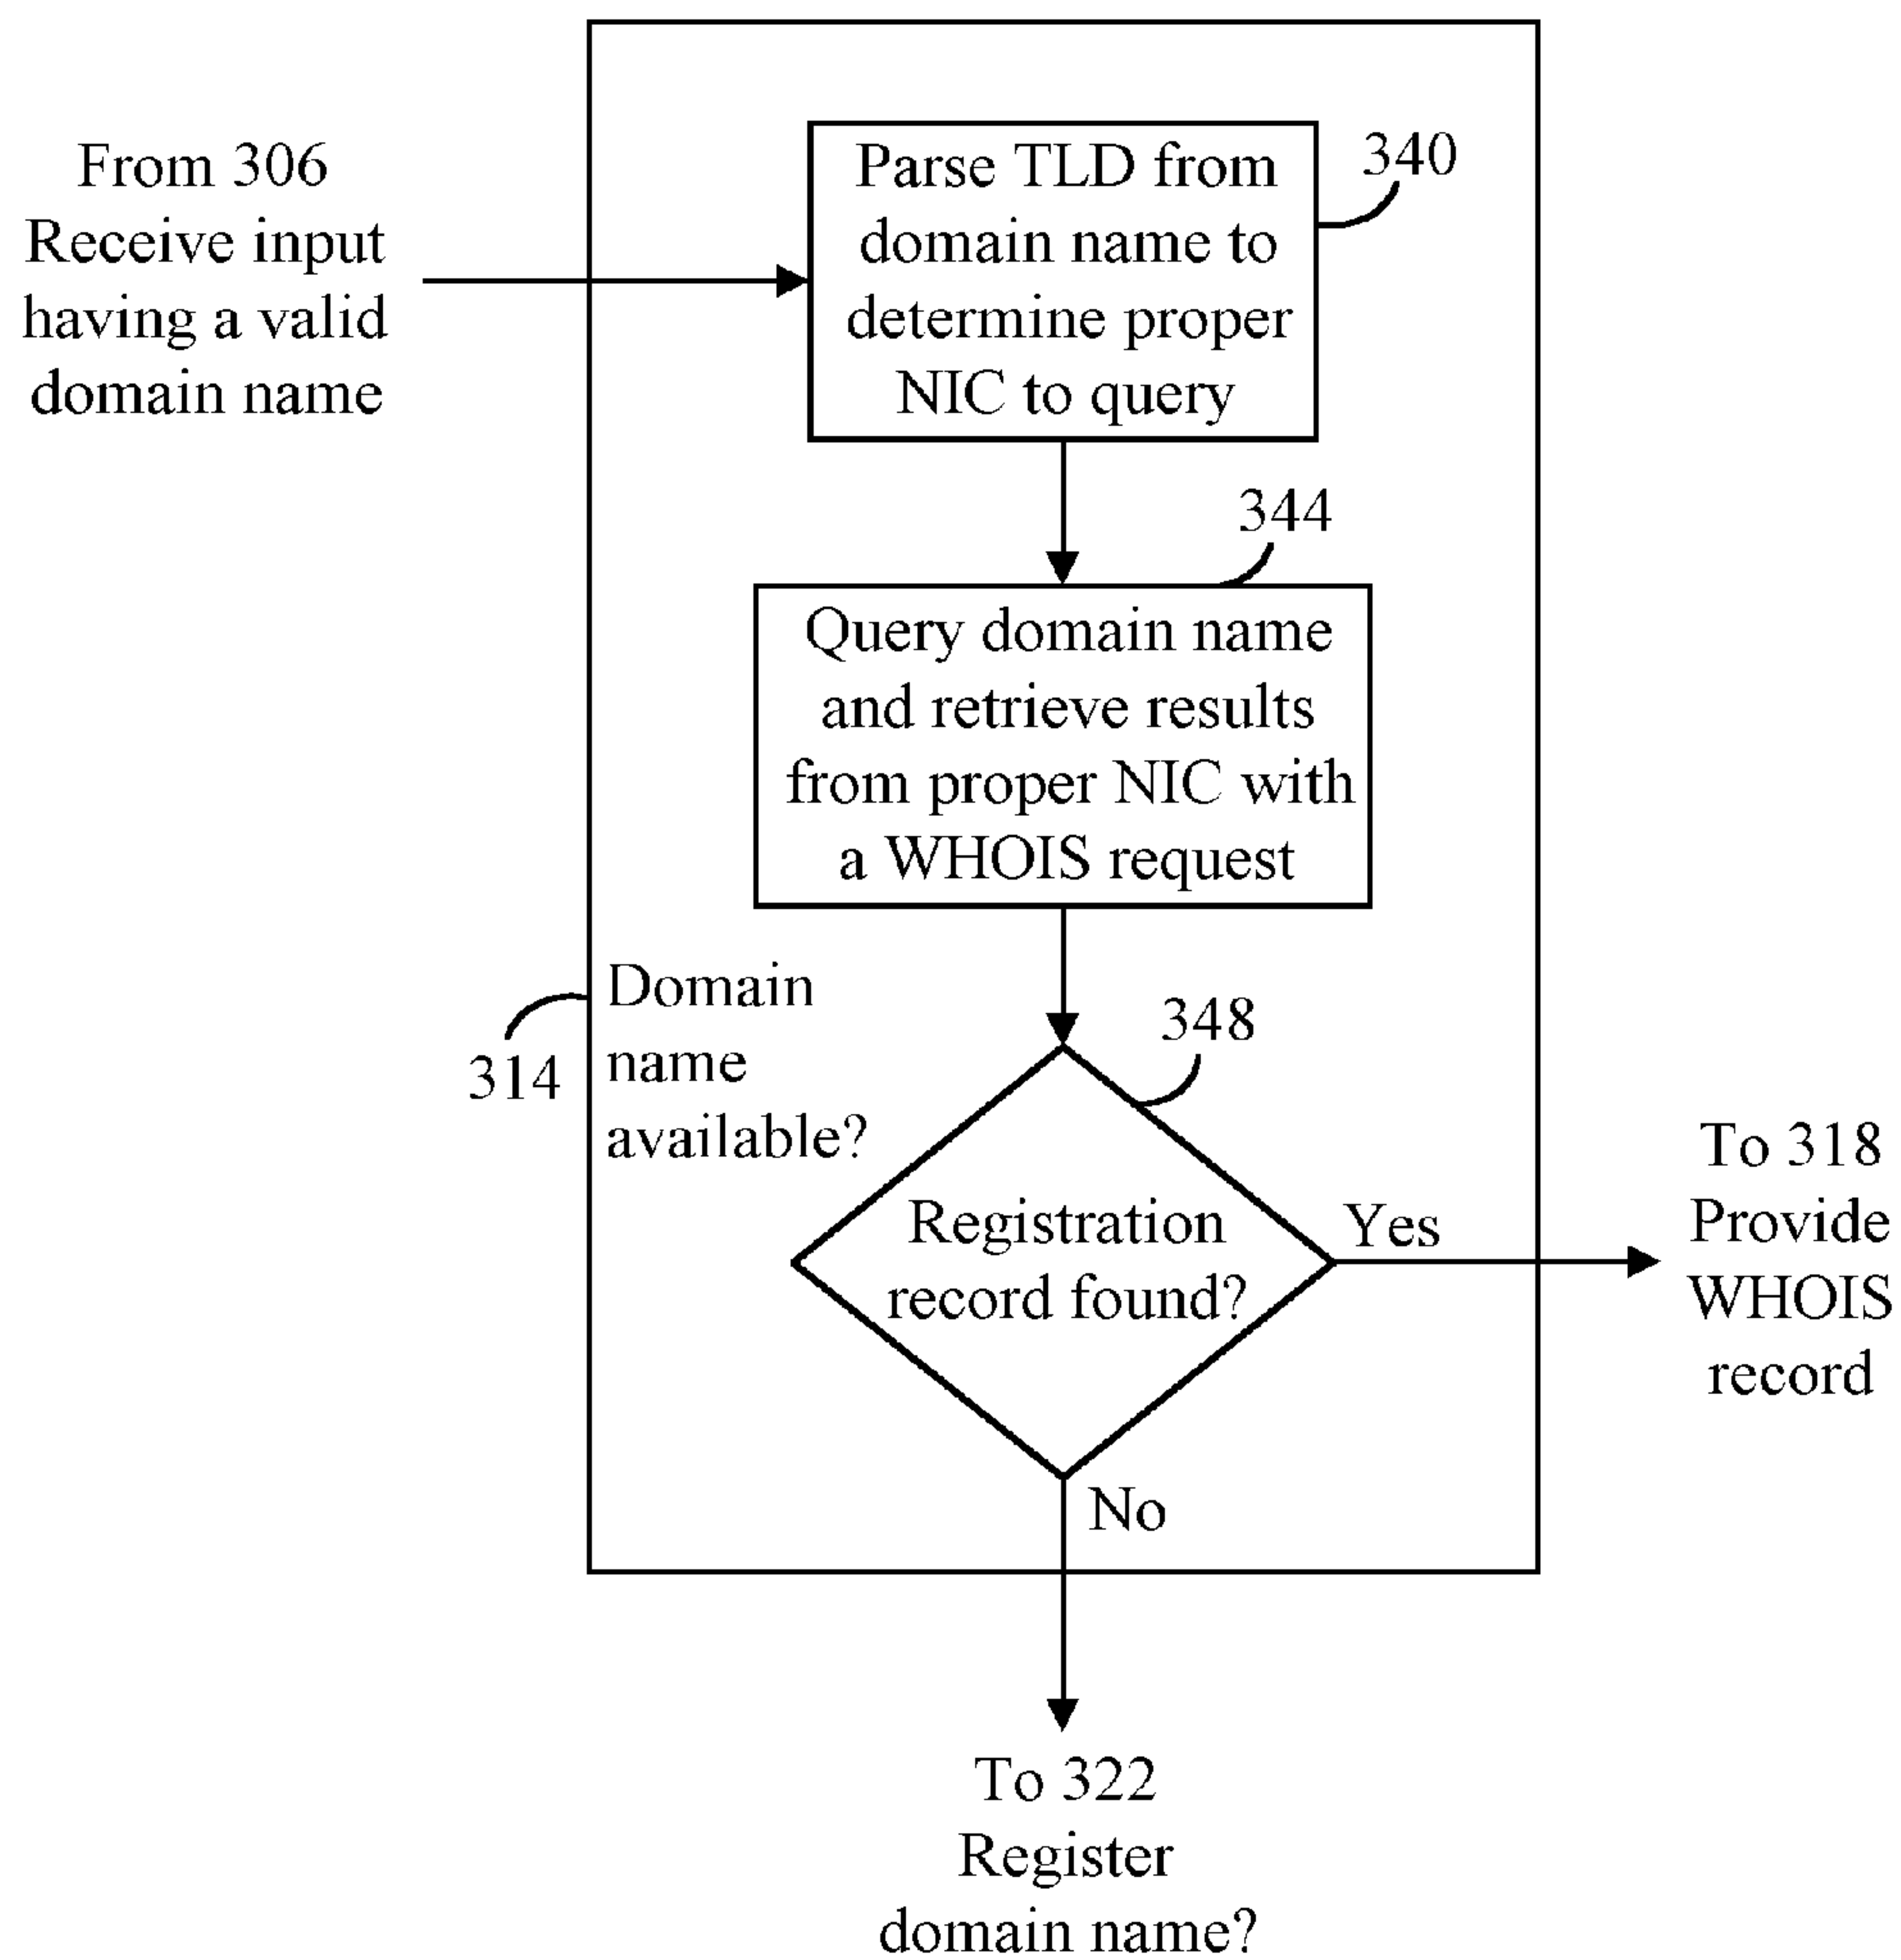 From 306
Receive input
having a valid
domain name
Parse TLD from
domain name to
determine proper
NIC to query
340
344
Query domain name
and retrieve results
from proper NIC with
a WHOIS request
Domain
name
available?
314
348
Registration
record found?
Yes
To 318
Provide
WHOIS
record
No
To 322
Register
domain name?